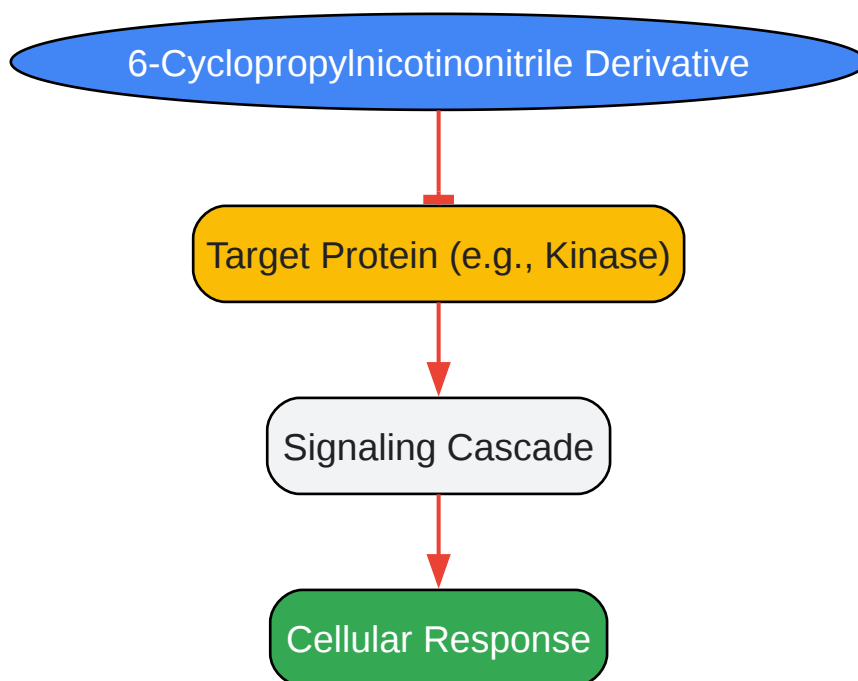 6-Cyclopropylnicotinonitrile Derivative
Target Protein (e.g., Kinase)
Signaling Cascade
Cellular Response